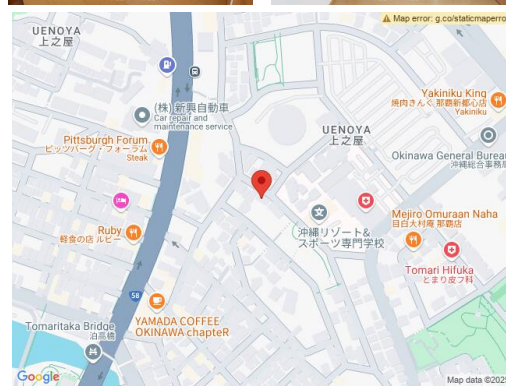 Map error: g.co/staticmaperro
UENOYA
上之屋
(株)新興自動車
Car repair and
maintenance service
Yakiniku King
焼肉きんぐ 那覇新都心店
Yakiniku
UENOYA
上之屋
Pittsburgh Forum
ピッツバーグ・フォーラム
Steak
Okinawa General Bureau
沖縄総合事務局
Mejiro Omuraan Naha
目白大村庵 那覇店
Ruby
軽食の店 ルビー
沖縄リゾート&
スポーツ専門学校
Tomari Hifuka
とまり皮フ科
58
YAMADA COFFEE
OKINAWA chapteR
Tomaritaka Bridge
泊高橋
Google
Map data ©202